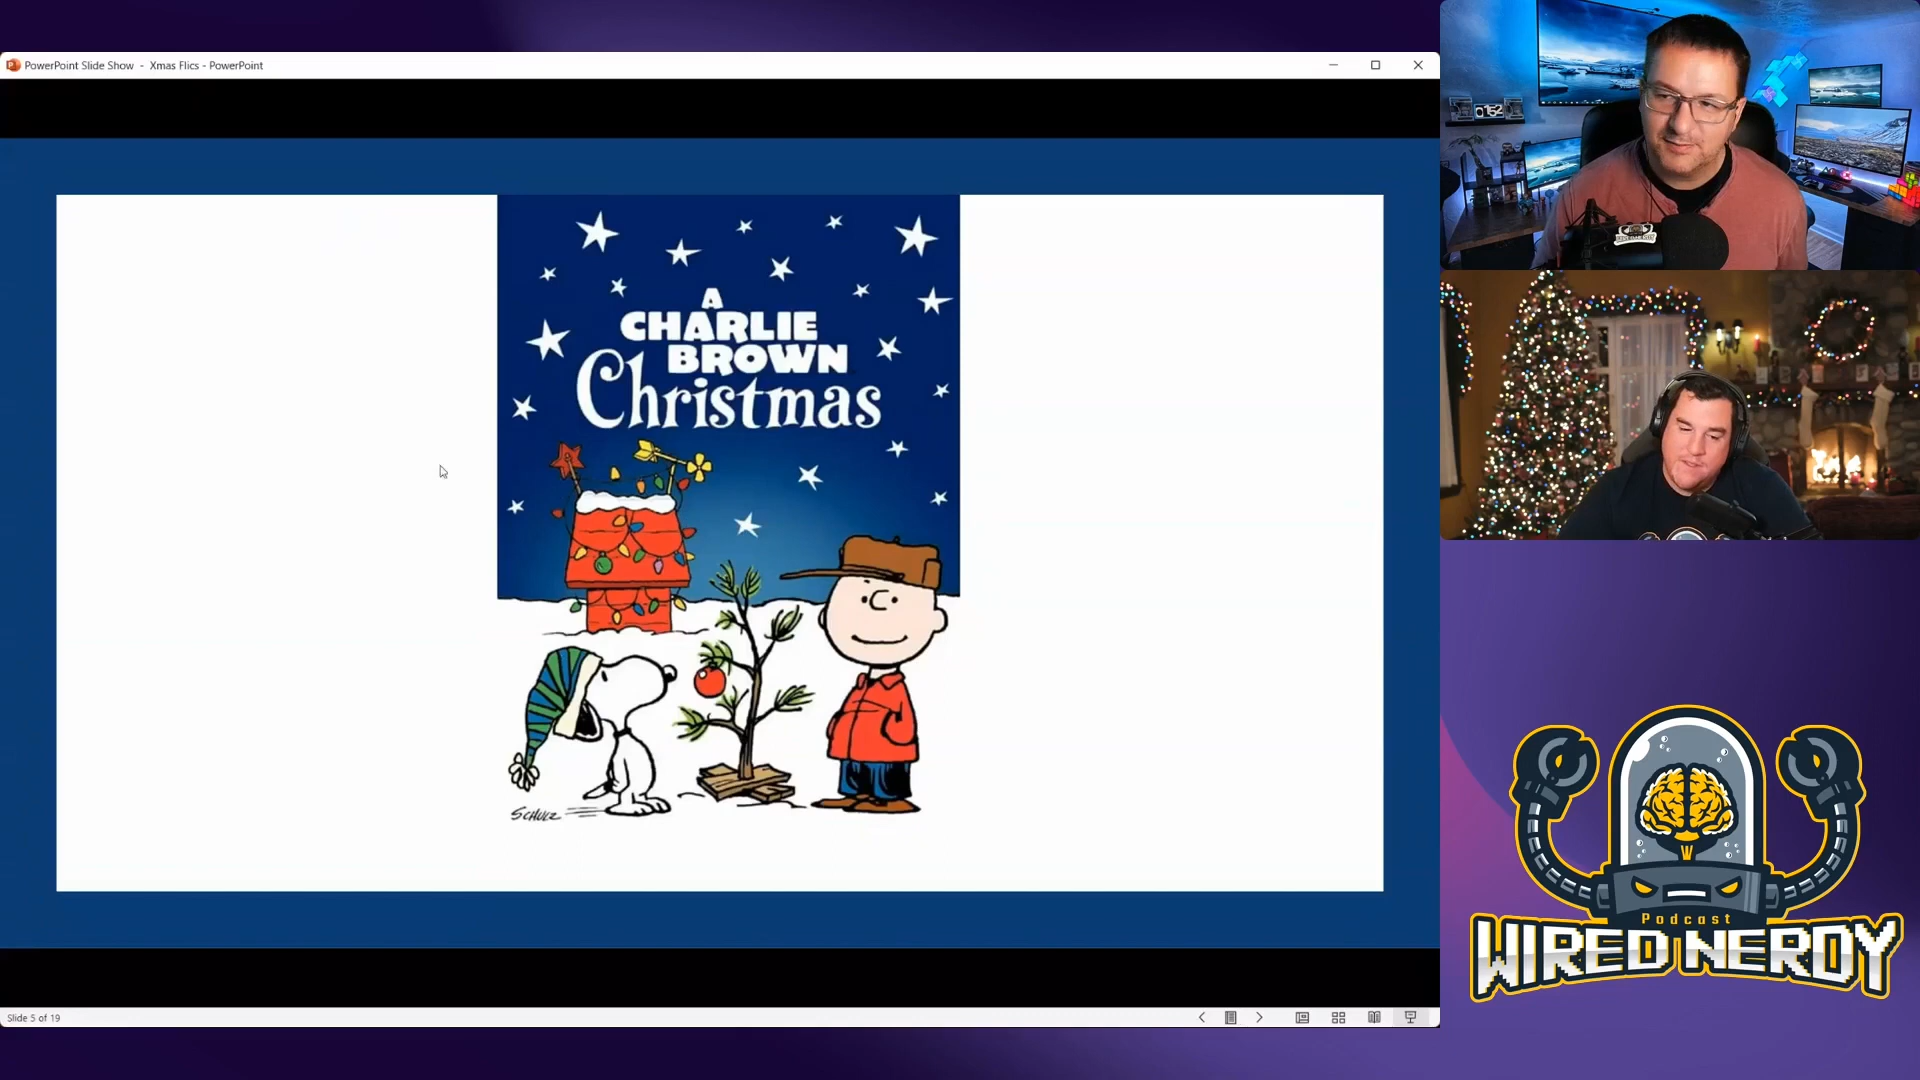 PowerPoint Slide Show - Xmas Flics - PowerPoint
A
CHARLIE
BROWN
Christmas
SCHULZ
Slide 5 of 19
Podcast
WIRED NERDY